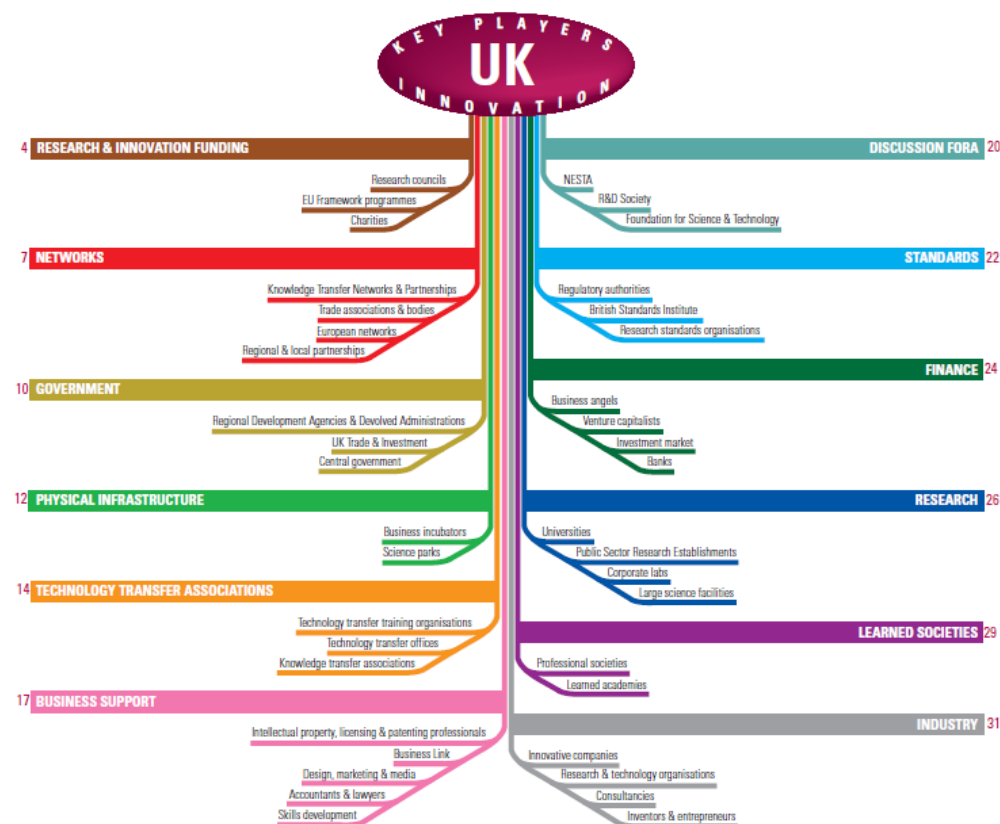 KEY PLAYERS
UK
INNOVATION
4 RESEARCH & INNOVATION FUNDING
Research councils
EU Framework programmes
Charities
7 NETWORKS
Knowledge Transfer Networks & Partnerships
Trade associations & bodies
European networks
Regional & local partnerships
10 GOVERNMENT
Regional Development Agencies & Devolved Administrations
UK Trade & Investment
Central government
12 PHYSICAL INFRASTRUCTURE
Business incubators
Science parks
14 TECHNOLOGY TRANSFER ASSOCIATIONS
Technology transfer training organisations
Technology transfer offices
Knowledge transfer associations
17 BUSINESS SUPPORT
Intellectual property, licensing & patenting professionals
Business Link
Design, marketing & media
Accountants & lawyers
Skills development
DISCUSSION FORA 20
NESTA
R&D Society
Foundation for Science & Technology
STANDARDS 22
Regulatory authorities
British Standards Institute
Research standards organisations
FINANCE 24
Business angels
Venture capitalists
Investment market
Banks
RESEARCH 26
Universities
Public Sector Research Establishments
Corporate labs
Large science facilities
LEARNED SOCIETIES 29
Professional societies
Learned academies
INDUSTRY 31
Innovative companies
Research & technology organisations
Consultancies
Inventors & entrepreneurs